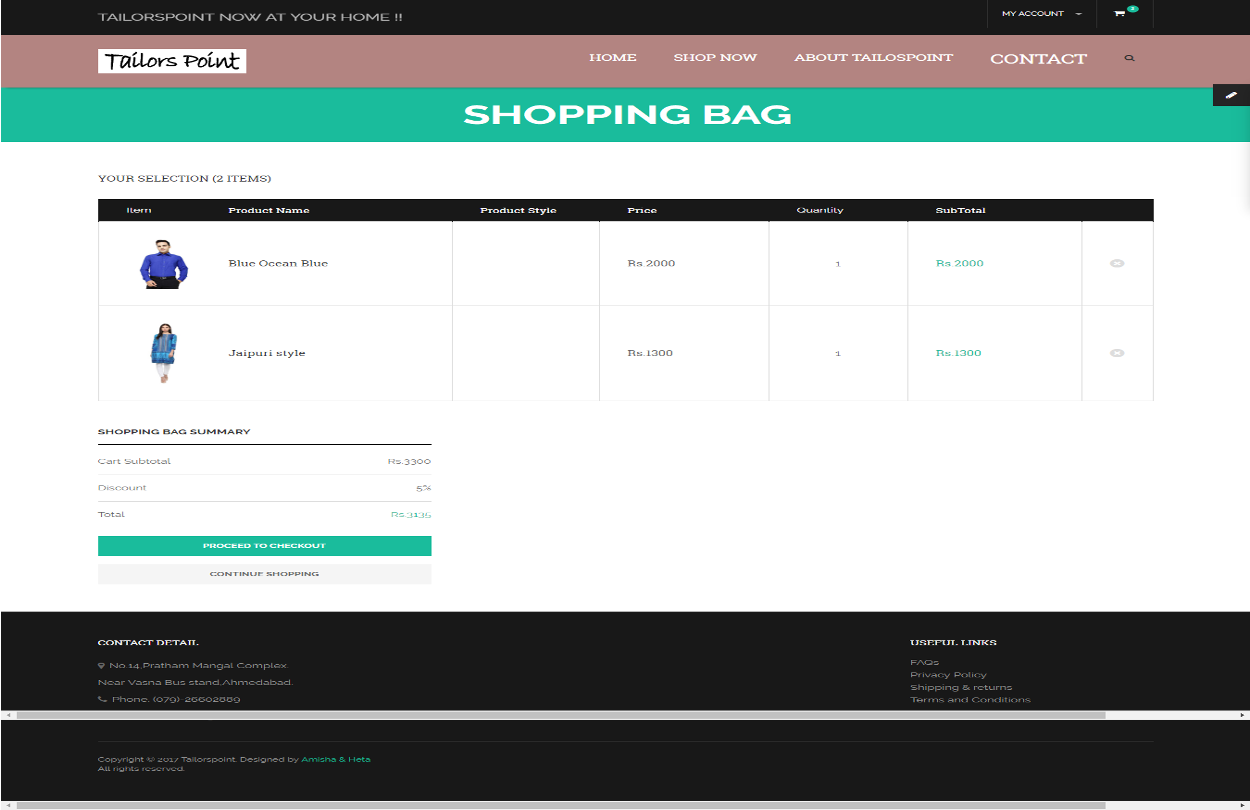 TAILORSPOINT NOW AT YOUR HOME !!
MY ACCOUNT
2
Tailors Point
HOME SHOP NOW ABOUT TAILOSPOINT CONTACT
SHOPPING BAG
YOUR SELECTION (2 ITEMS)
Item Product Name Product Style Price Quantity SubTotal
Blue Ocean Blue Rs.2000 1 Rs.2000
Jaipuri style Rs.1300 1 Rs.1300
SHOPPING BAG SUMMARY
Cart Subtotal Rs.3300
Discount 5%
Total Rs.3135
PROCEED TO CHECKOUT
CONTINUE SHOPPING
CONTACT DETAIL
No.14,Pratham Mangal Complex.
Near Vasna Bus stand,Ahmedabad.
Phone: (079)-26602889
USEFUL LINKS
FAQs
Privacy Policy
Shipping & returns
Terms and Conditions
Copyright © 2017 Tailorspoint. Designed by Amisha & Heta
All rights reserved.